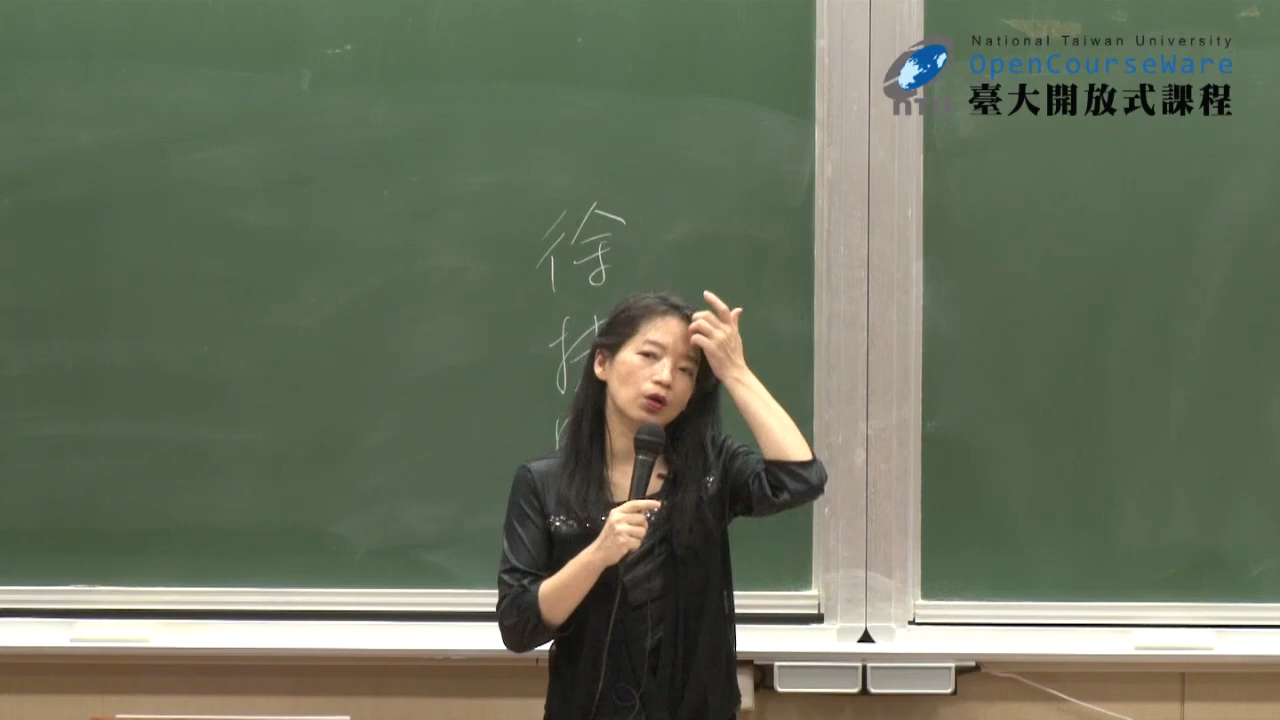 National Taiwan University
OpenCourseWare
臺大開放式課程
徐